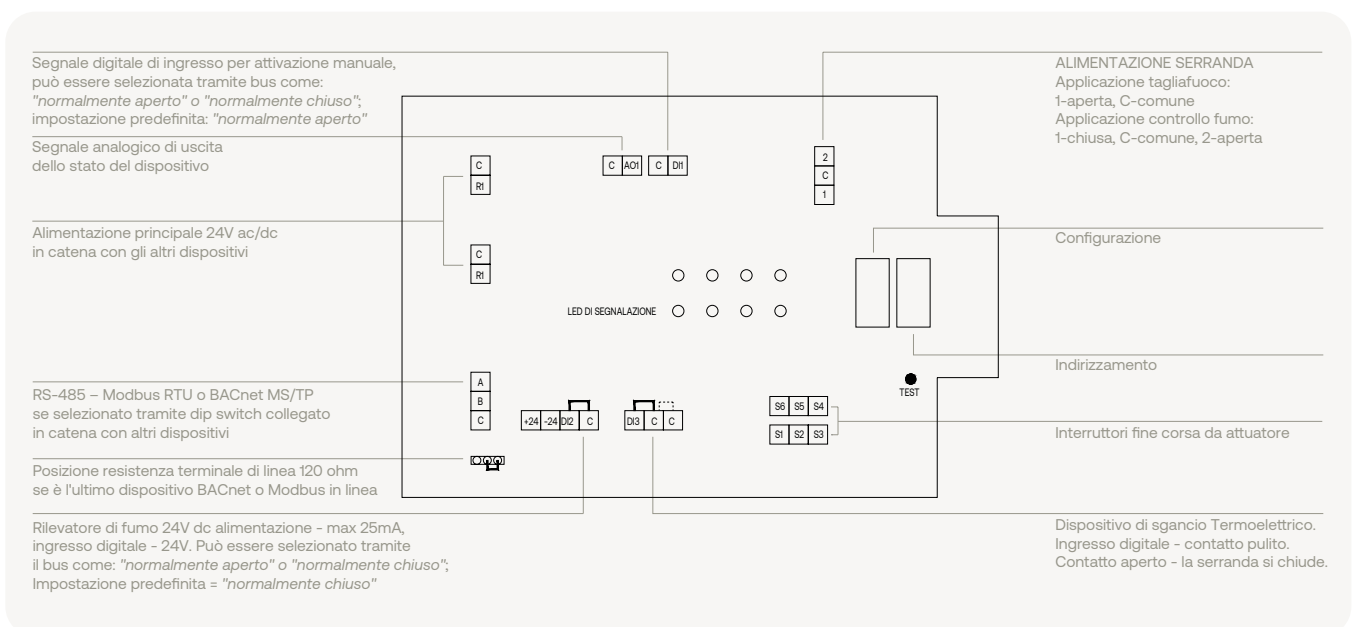 Segnale digitale di ingresso per attivazione manuale,
può essere selezionata tramite bus come:
"normalmente aperto" o "normalmente chiuso";
impostazione predefinita: "normalmente aperto"
Segnale analogico di uscita
dello stato del dispositivo
Alimentazione principale 24V ac/dc
in catena con gli altri dispositivi
RS-485 – Modbus RTU o BACnet MS/TP
se selezionato tramite dip switch collegato
in catena con altri dispositivi
Posizione resistenza terminale di linea 120 ohm
se è l'ultimo dispositivo BACnet o Modbus in linea
Rilevatore di fumo 24V dc alimentazione - max 25mA,
ingresso digitale - 24V. Può essere selezionato tramite
il bus come: "normalmente aperto" o "normalmente chiuso";
Impostazione predefinita = "normalmente chiuso"
C
R1
C
R1
A
B
C
C AO1 C DI1
2
C
1
LED DI SEGNALAZIONE
+24 -24 DI2 C
DI3 C C
TEST
S6 S5 S4
S1 S2 S3
ALIMENTAZIONE SERRANDA
Applicazione tagliafuoco:
1-aperta, C-comune
Applicazione controllo fumo:
1-chiusa, C-comune, 2-aperta
Configurazione
Indirizzamento
Interruttori fine corsa da attuatore
Dispositivo di sgancio Termoelettrico.
Ingresso digitale - contatto pulito.
Contatto aperto - la serranda si chiude.